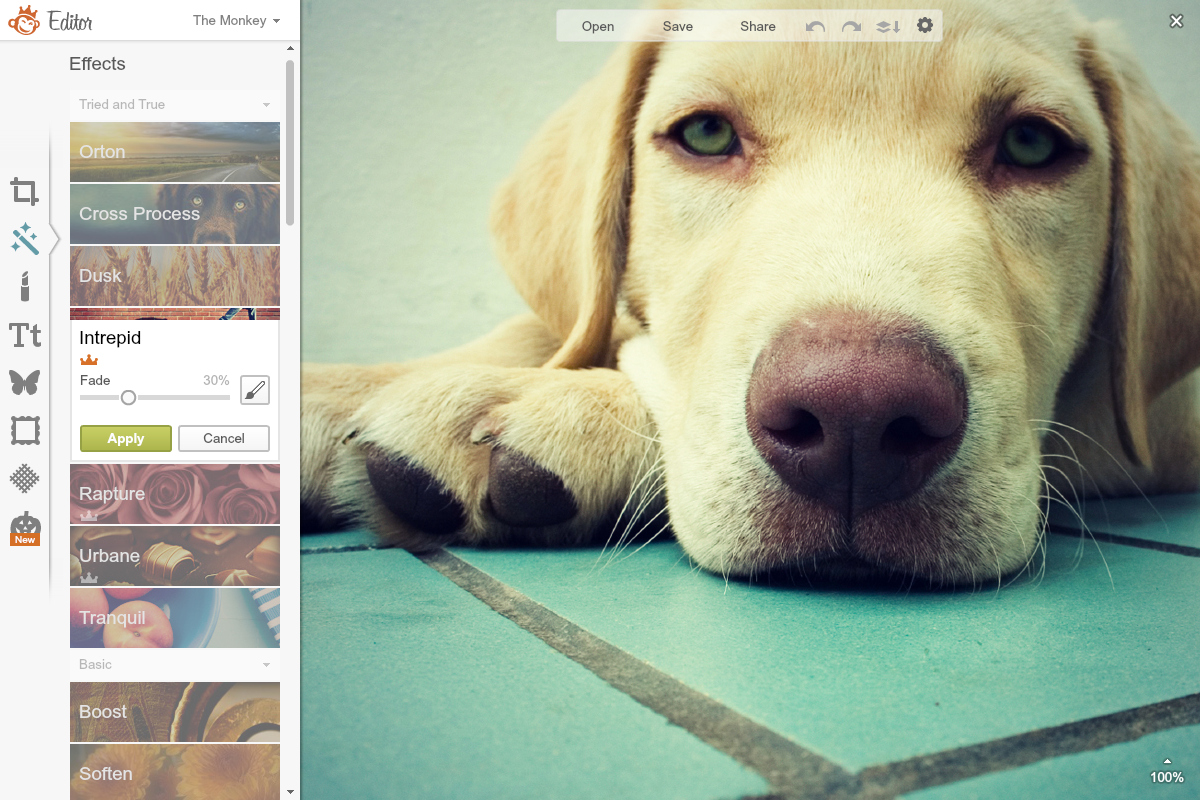 Editor
The Monkey
Open
Save
Share
Effects
Tried and True
Orton
Cross Process
Dusk
Intrepid
Fade
30%
Apply
Cancel
Rapture
Urbane
Tranquil
Basic
Boost
Soften
Tt
New
100%